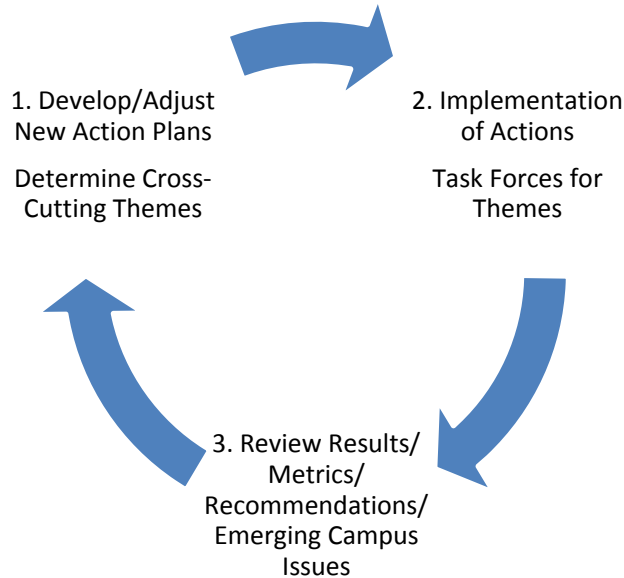 1. Develop/Adjust
New Action Plans
Determine Cross-
Cutting Themes
2. Implementation
of Actions
Task Forces for
Themes
3. Review Results/
Metrics/
Recommendations/
Emerging Campus
Issues